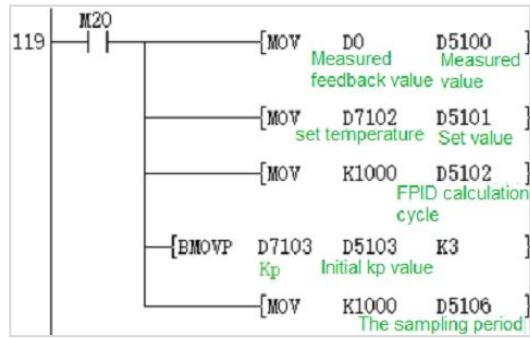 M20
119 [MOV D0 D5100 ]
Measured Measured
feedback value value
[MOV D7102 D5101 ]
set temperature Set value
[MOV K1000 D5102 ]
FPID calculation
cycle
[BMOVP D7103 D5103 K3 ]
Kp Initial kp value
[MOV K1000 D5106 ]
The sampling period